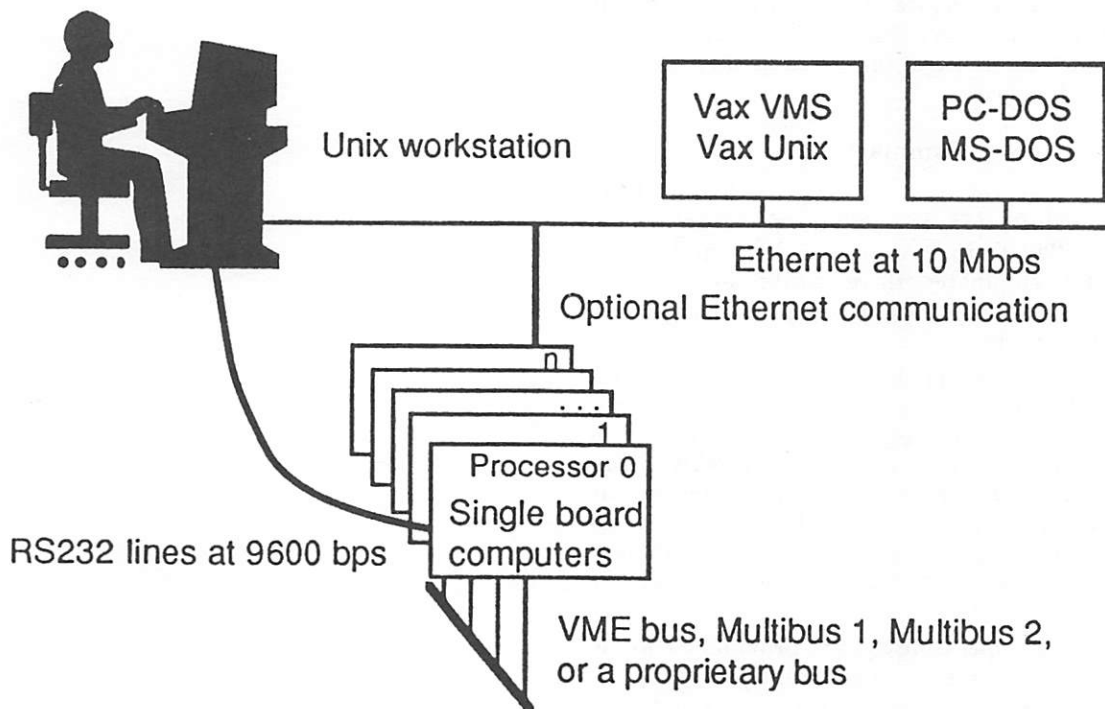 Unix workstation
Vax VMS
Vax Unix
PC-DOS
MS-DOS
Ethernet at 10 Mbps
Optional Ethernet communication
n
. . .
1
Processor 0
Single board
computers
RS232 lines at 9600 bps
VME bus, Multibus 1, Multibus 2,
or a proprietary bus